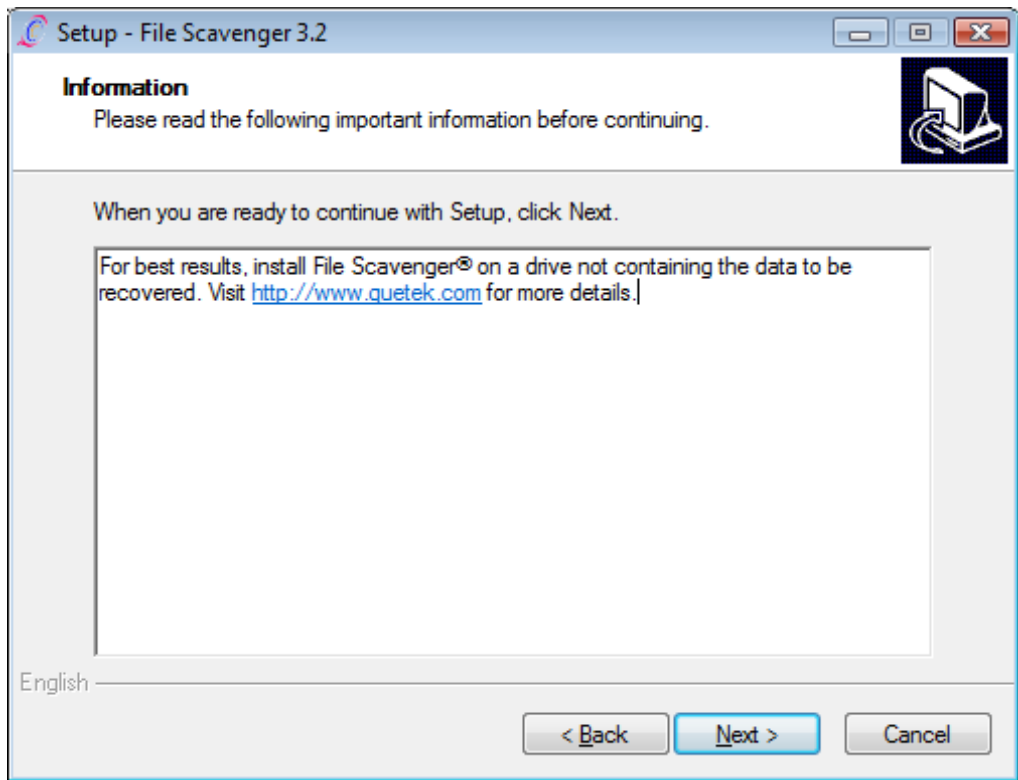 Setup - File Scavenger 3.2
Information
Please read the following important information before continuing.
When you are ready to continue with Setup, click Next.
For best results, install File Scavenger® on a drive not containing the data to be
recovered. Visit http://www.quetek.com for more details.
English
< Back
Next >
Cancel